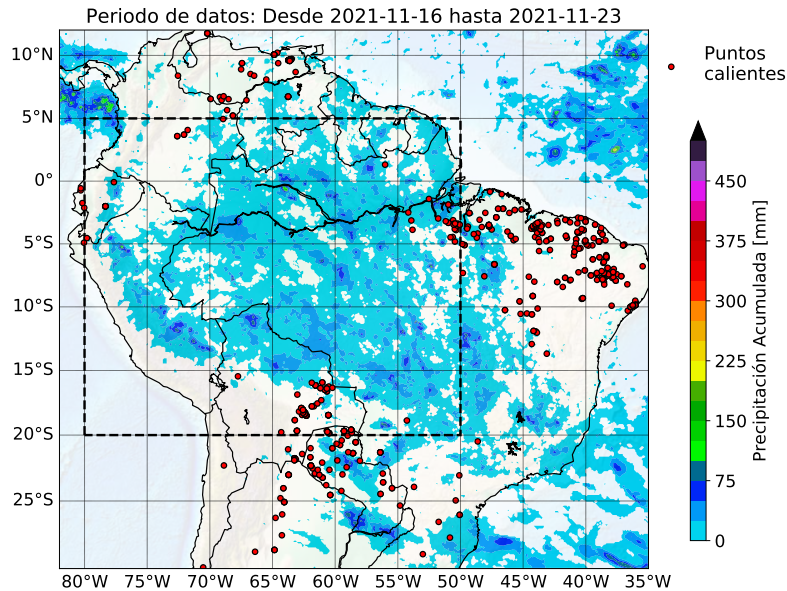 Periodo de datos: Desde 2021-11-16 hasta 2021-11-23
10°N
5°N
0°
5°S
10°S
15°S
20°S
25°S
80°W
75°W
70°W
65°W
60°W
55°W
50°W
45°W
40°W
35°W
Puntos
calientes
450
375
300
225
150
75
0
Precipitación Acumulada [mm]